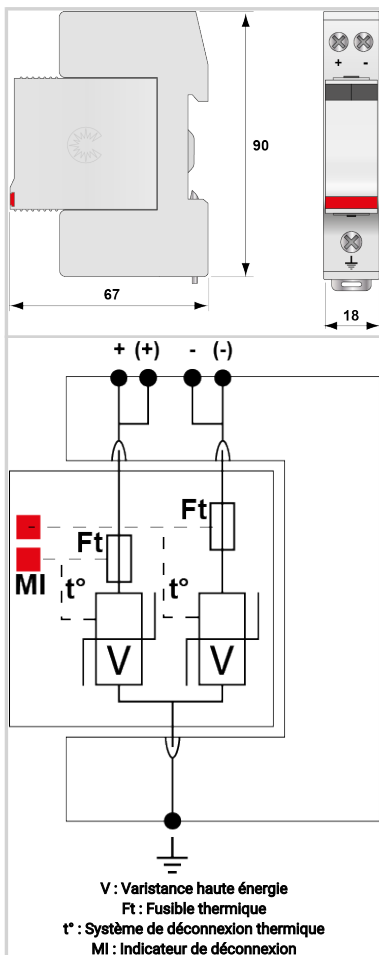 + -
90
67
18
+ (+) - (-)
Ft
Ft
MI
t°
t°
V
V
V : Varistance haute énergie
Ft : Fusible thermique
t° : Système de déconnexion thermique
MI : Indicateur de déconnexion